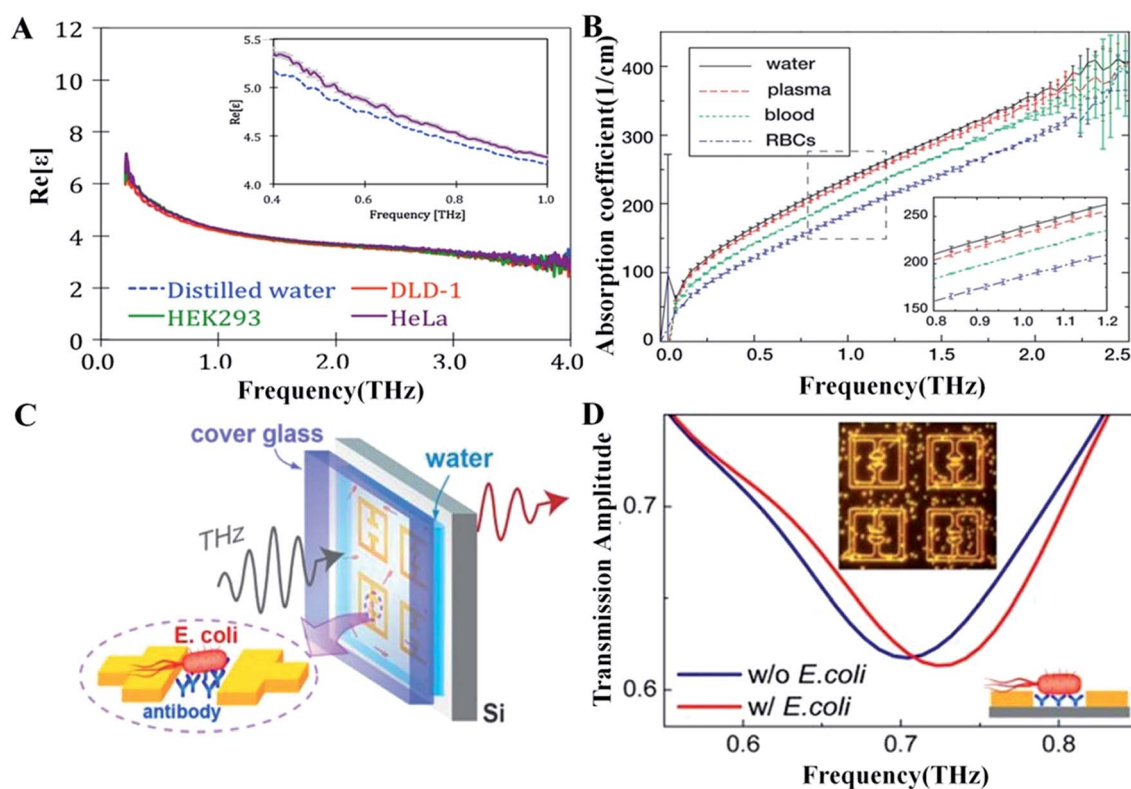 A
12
10
8
6
4
2
0
Re[ε]
0.0 1.0 2.0 3.0 4.0
Frequency(THz)
Distilled water DLD-1
HEK293 HeLa
5.5
5.0
4.5
4.0
Re[ε]
0.4 0.6 0.8 1.0
Frequency [THz]
B
400
300
200
100
0
Absorption coefficient(1/cm)
water
plasma
blood
RBCs
250
200
150
0.8 0.9 1.0 1.1 1.2
0.0 0.5 1.0 1.5 2.0 2.5
Frequency(THz)
C
cover glass
water
THz
E. coli
antibody
Si
D
Transmission Amplitude
0.7
0.6
w/o E.coli
w/ E.coli
0.6 0.7 0.8
Frequency(THz)